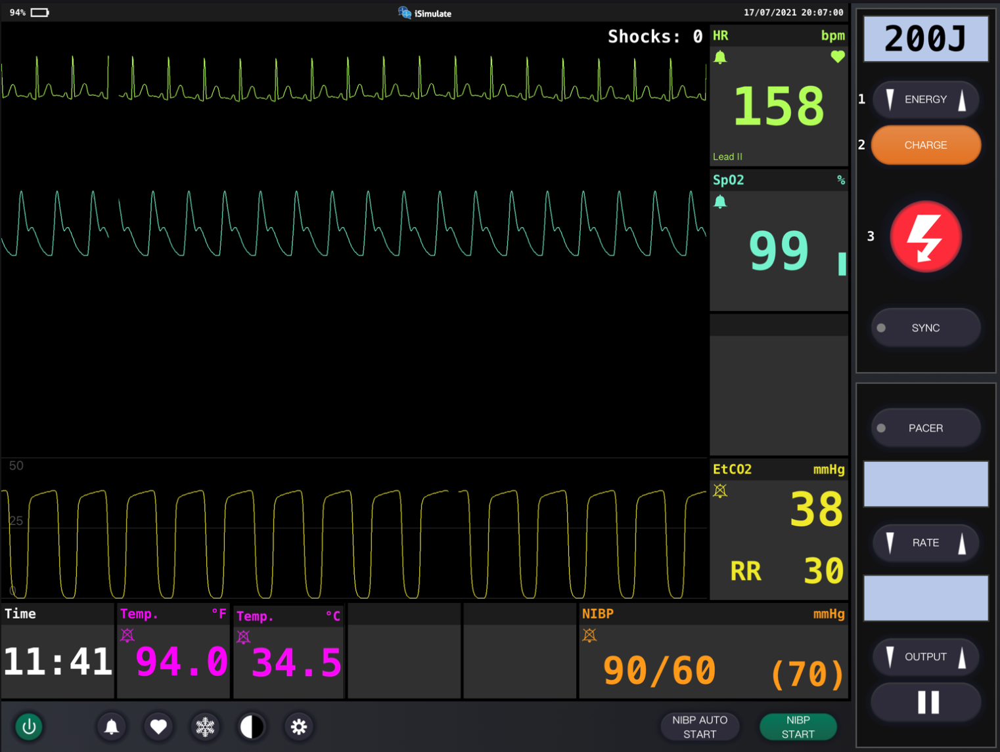 94%
iSimulate
17/07/2021 20:07:00
Shocks: 0
HR bpm
158
Lead II
SpO2 %
99
50
25
0
EtCO2 mmHg
38
RR 30
Time
11:41
Temp. °F
94.0
Temp. °C
34.5
NIBP mmHg
90/60 (70)
NIBP AUTO
START
NIBP
START
200J
1 ENERGY
2 CHARGE
3
SYNC
PACER
RATE
OUTPUT